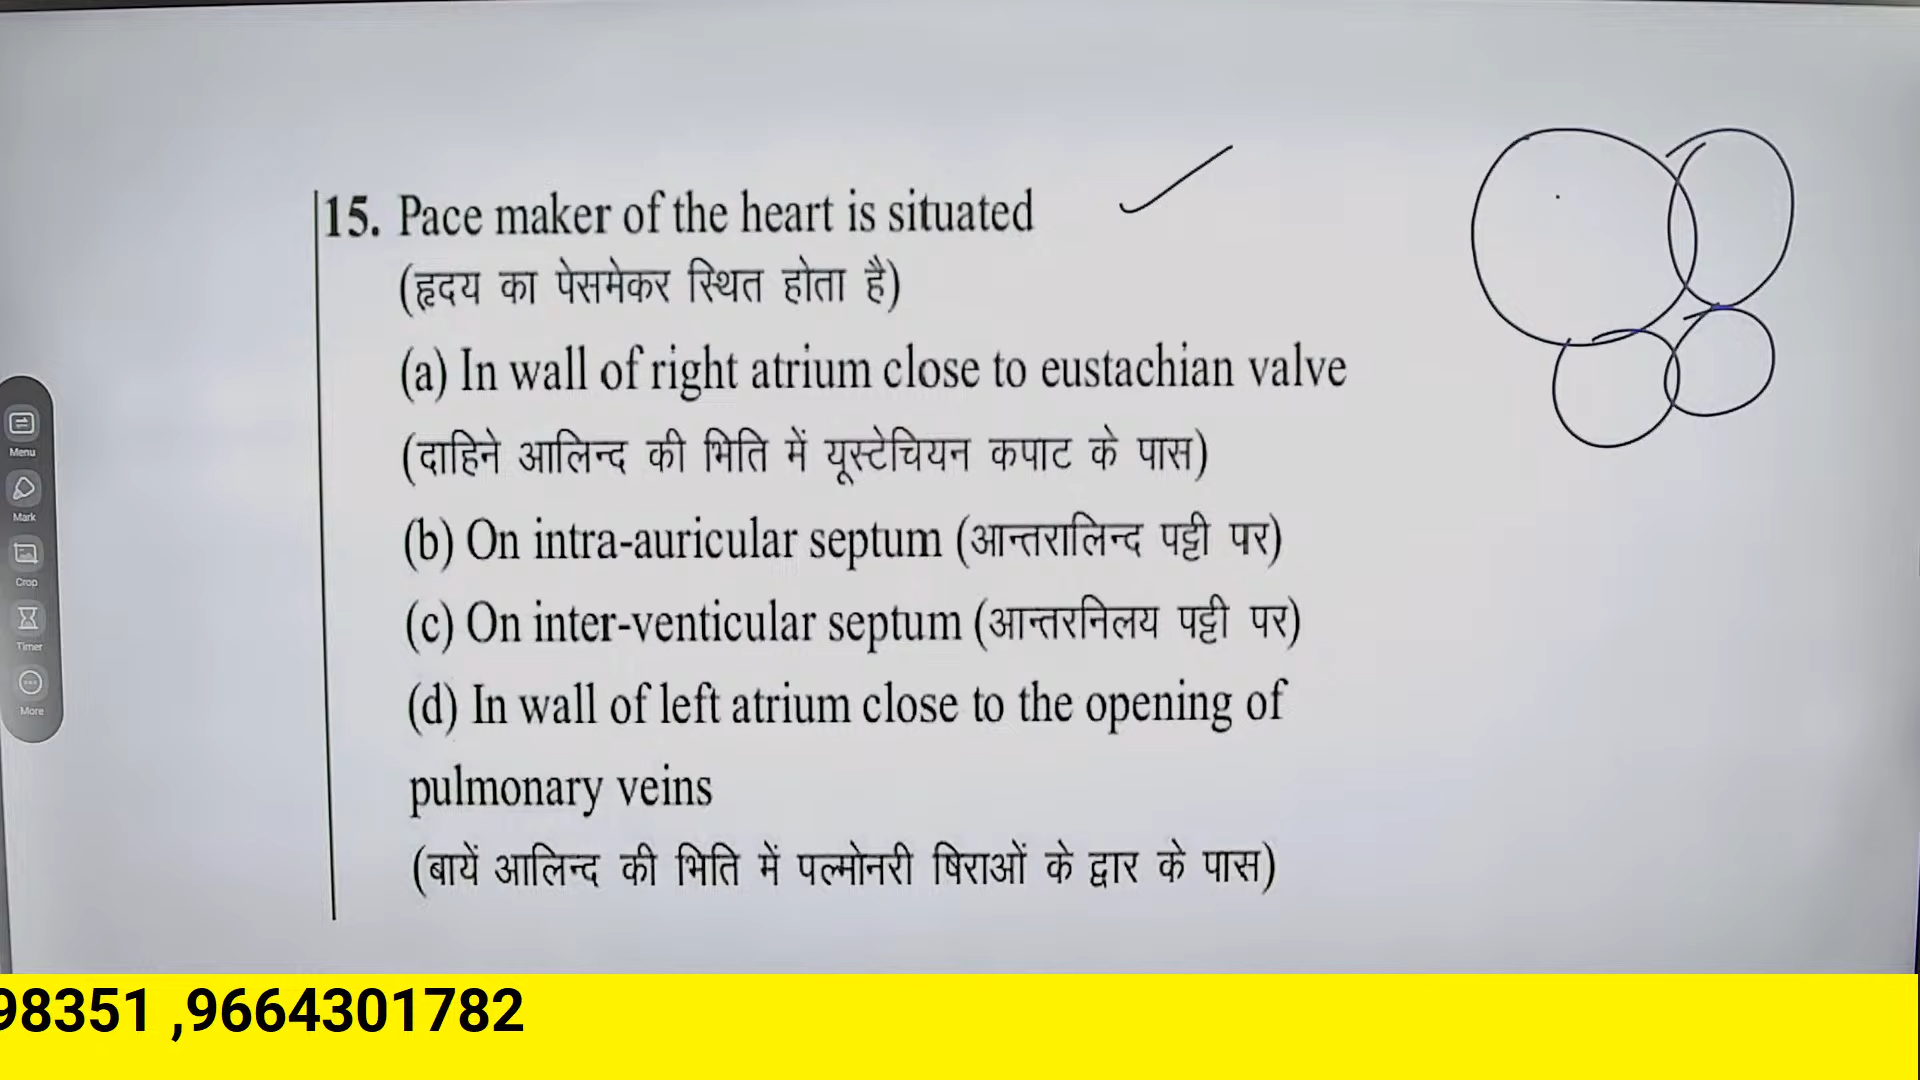 15. Pace maker of the heart is situated
(हृदय का पेसमेकर स्थित होता है)
(a) In wall of right atrium close to eustachian valve
(दाहिने आलिन्द की भिति में यूस्टेचियन कपाट के पास)
(b) On intra-auricular septum (आन्तरालिन्द पट्टी पर)
(c) On inter-venticular septum (आन्तरनिलय पट्टी पर)
(d) In wall of left atrium close to the opening of
pulmonary veins
(बायें आलिन्द की भिति में पल्मोनरी षिराओं के द्वार के पास)
Menu
Mark
Crop
Timer
More
98351 ,9664301782